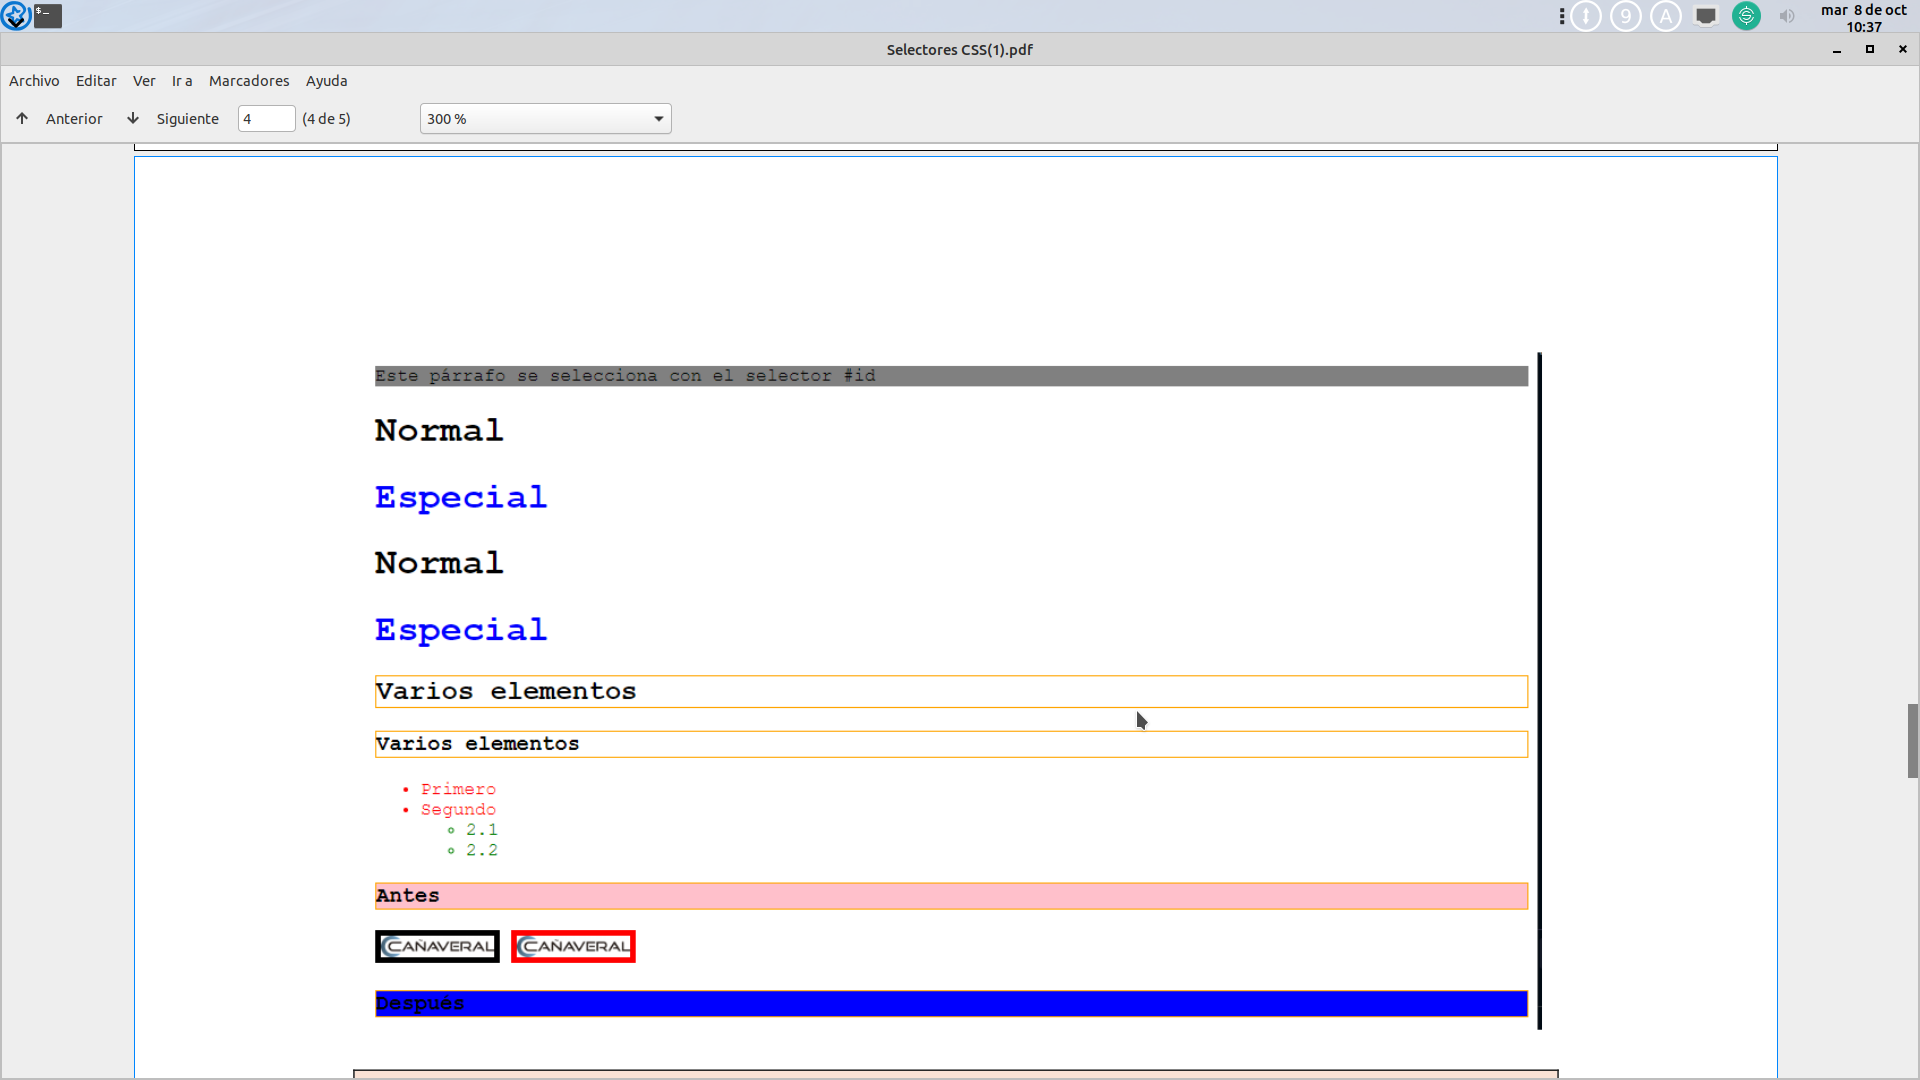 $_
9
A
mar 8 de oct
10:37
Selectores CSS(1).pdf
Archivo Editar Ver Ir a Marcadores Ayuda
Anterior Siguiente 4 (4 de 5) 300 %
Este párrafo se selecciona con el selector #id
Normal
Especial
Normal
Especial
Varios elementos
Varios elementos
• Primero
• Segundo
◦ 2.1
◦ 2.2
Antes
CAÑAVERAL CAÑAVERAL
Después